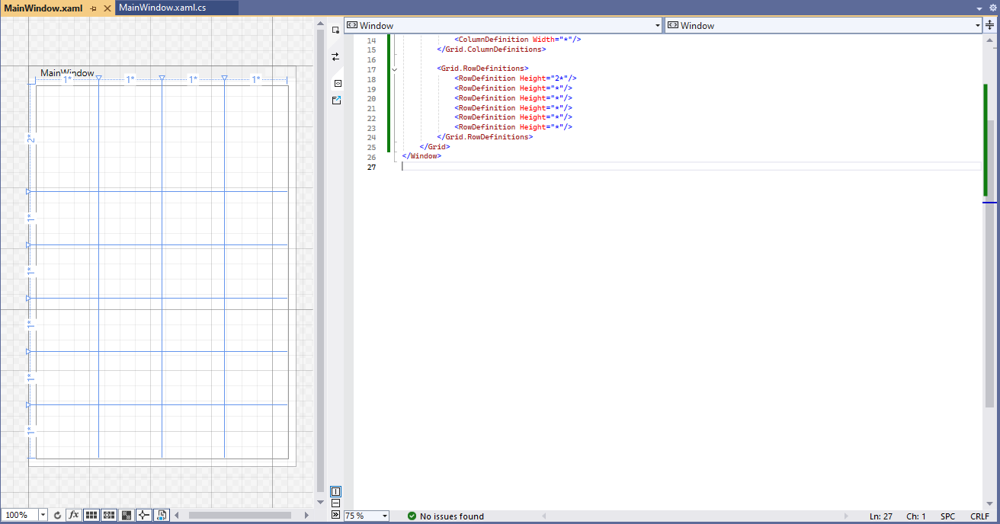 MainWindow.xaml
MainWindow.xaml.cs
Window
Window
MainWindow
1*
1*
1*
1*
2*
1*
1*
1*
1*
1*
14 <ColumnDefinition Width="*"/>
15 </Grid.ColumnDefinitions>
16
17 <Grid.RowDefinitions>
18 <RowDefinition Height="2*"/>
19 <RowDefinition Height="*"/>
20 <RowDefinition Height="*"/>
21 <RowDefinition Height="*"/>
22 <RowDefinition Height="*"/>
23 <RowDefinition Height="*"/>
24 </Grid.RowDefinitions>
25 </Grid>
26 </Window>
27
100%
fx
75 %
No issues found
Ln: 27 Ch: 1 SPC CRLF